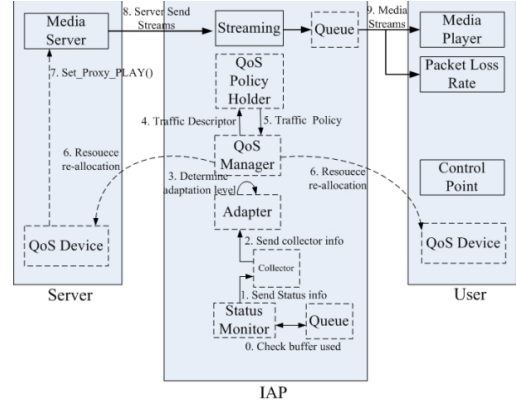 8. Server Send
Streams
9. Media
Streams
Media
Server
Streaming
Queue
Media
Player
Packet Loss
Rate
7. Set_Proxy_PLAY()
QoS
Policy
Holder
4. Traffic Descriptor
5. Traffic Policy
QoS
Manager
6. Resouece
re-allocation
6. Resouece
re-allocation
3. Determine
adaptation level
Control
Point
Adapter
QoS Device
QoS Device
2. Send collector info
Collector
1. Send Status info
Status
Monitor
Queue
0. Check buffer used
Server
User
IAP